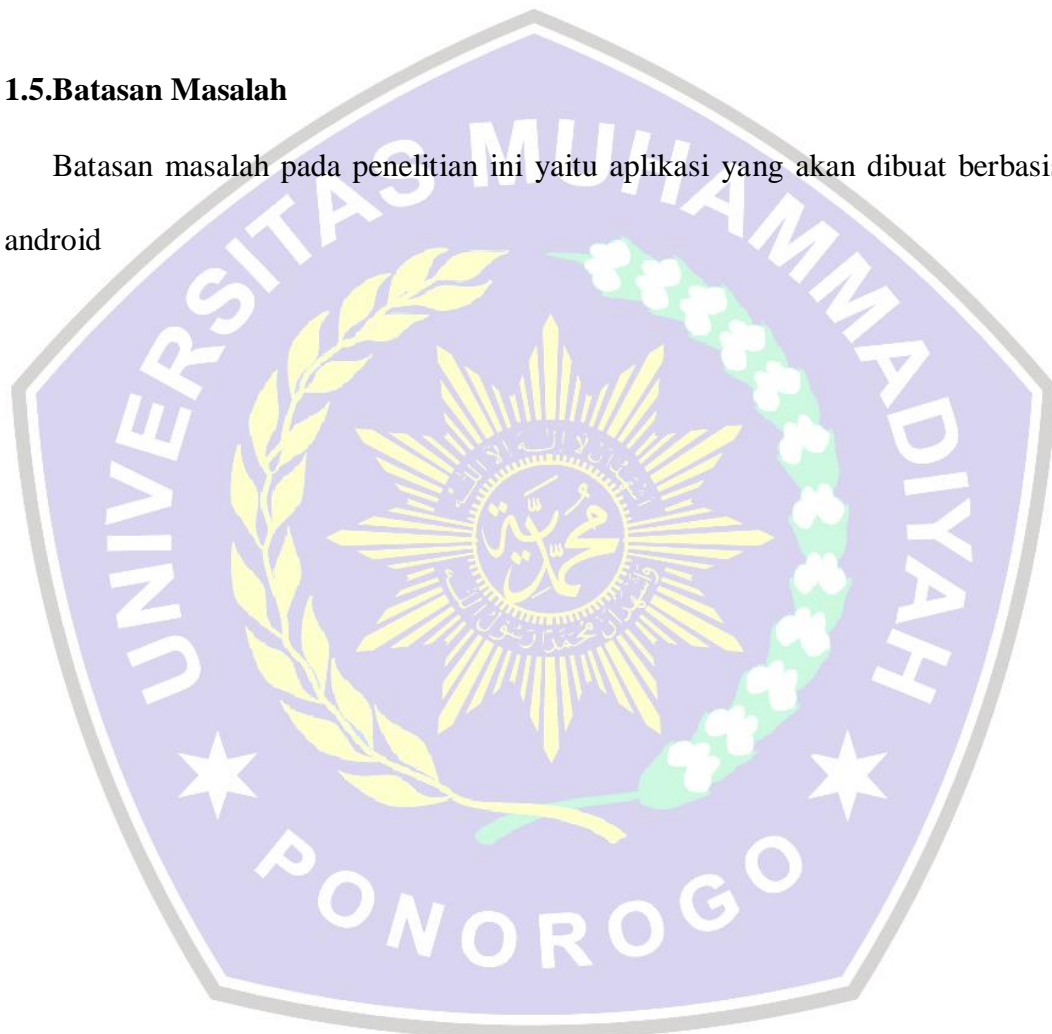 1.5.Batasan Masalah
Batasan masalah pada penelitian ini yaitu aplikasi yang akan dibuat berbasis
android
UNIVERSITAS MUHAMMADIYAH
PONOROGO
محمدية